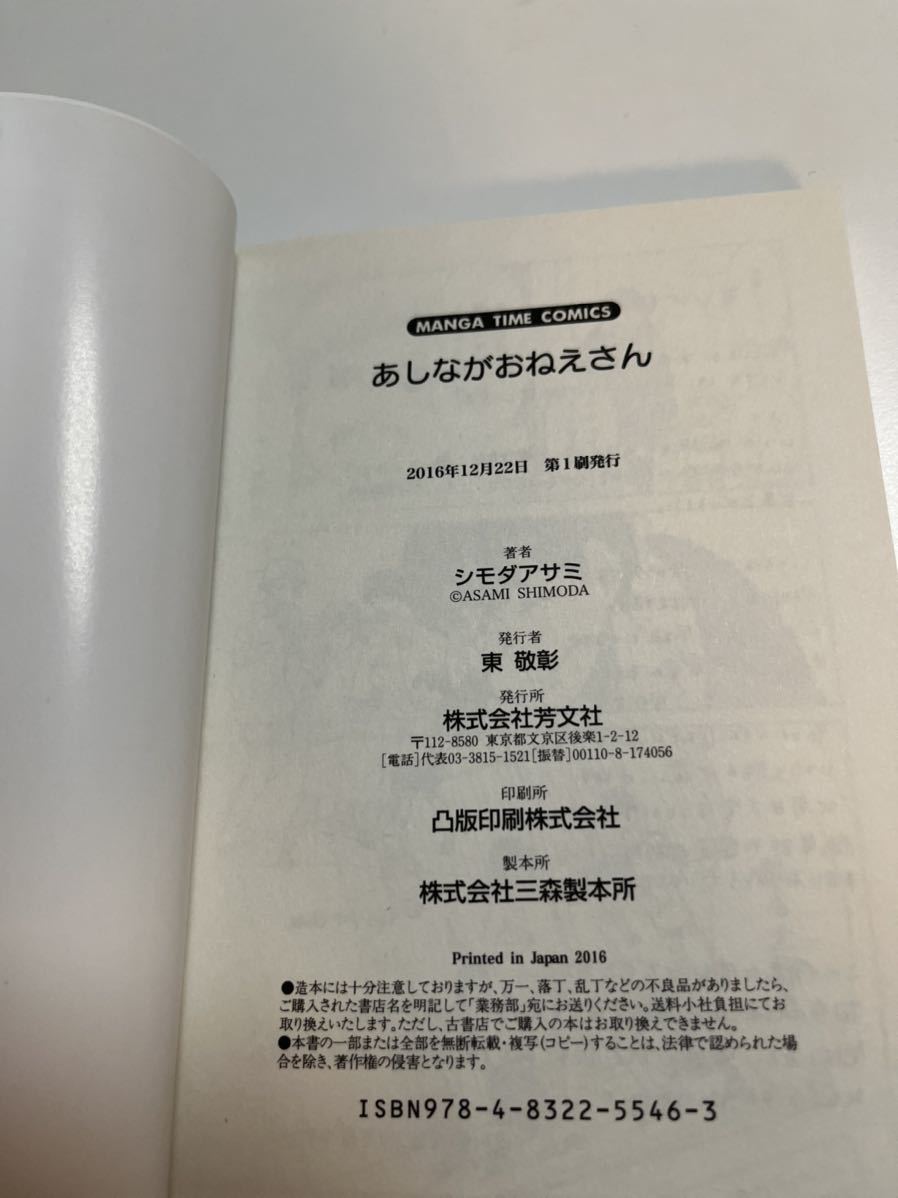 MANGA TIME COMICS
あしながおねえさん
2016年12月22日 第1刷発行
著者
シモダアサミ
©ASAMI SHIMODA
発行者
東 敬彰
発行所
株式会社芳文社
〒112-8580 東京都文京区後楽1-2-12
[電話]代表03-3815-1521[振替]00110-8-174056
印刷所
凸版印刷株式会社
製本所
株式会社三森製本所
Printed in Japan 2016
●造本には十分注意しておりますが、万一、落丁、乱丁などの不良品がありましたら、
ご購入された書店名を明記して「業務部」宛にお送りください。送料小社負担にてお
取り換えいたします。ただし、古書店でご購入の本はお取り換えできません。
●本書の一部または全部を無断転載・複写(コピー)することは、法律で認められた場
合を除き、著作権の侵害となります。
ISBN978-4-8322-5546-3